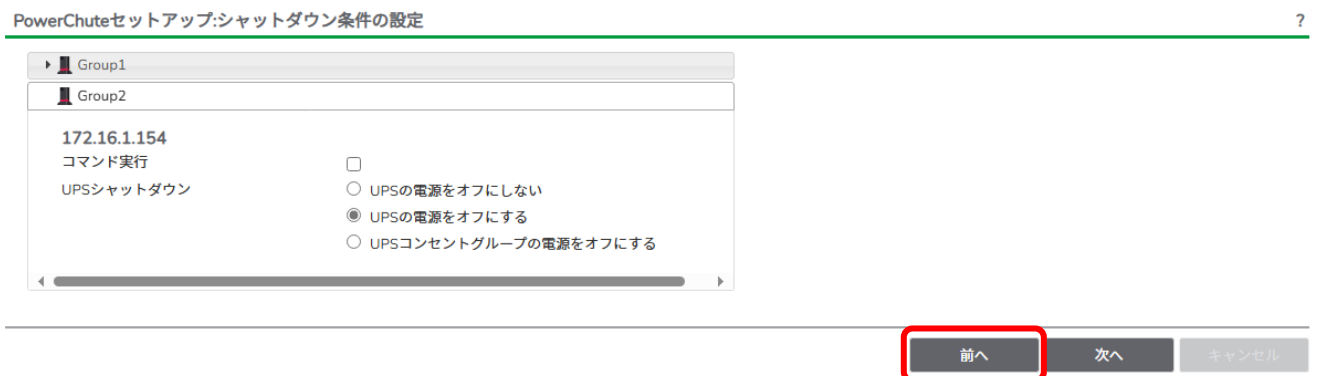 PowerChuteセットアップ:シャットダウン条件の設定 ?
Group1
Group2
172.16.1.154
コマンド実行
UPSシャットダウン UPSの電源をオフにしない
UPSの電源をオフにする
UPSコンセントグループの電源をオフにする
前へ 次へ キャンセル